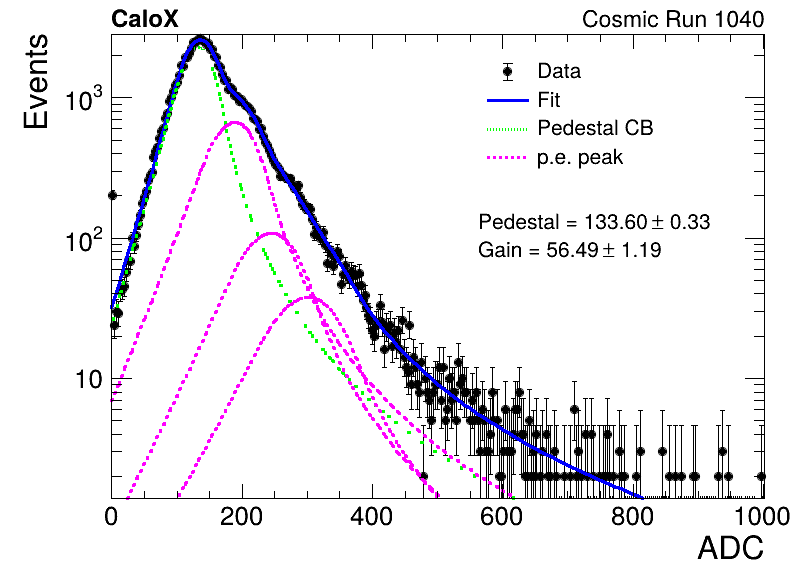 CaloX Cosmic Run 1040
Events
Data
Fit
Pedestal CB
p.e. peak
Pedestal = 133.60 ± 0.33
Gain = 56.49 ± 1.19
10³
10²
10
0 200 400 600 800 1000
ADC